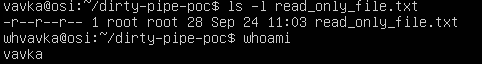 vavka@osi:~/dirty-pipe-poc$ ls -l read_only_file.txt
-r--r--r-- 1 root root 28 Sep 24 11:03 read_only_file.txt
whvavka@osi:~/dirty-pipe-poc$ whoami
vavka